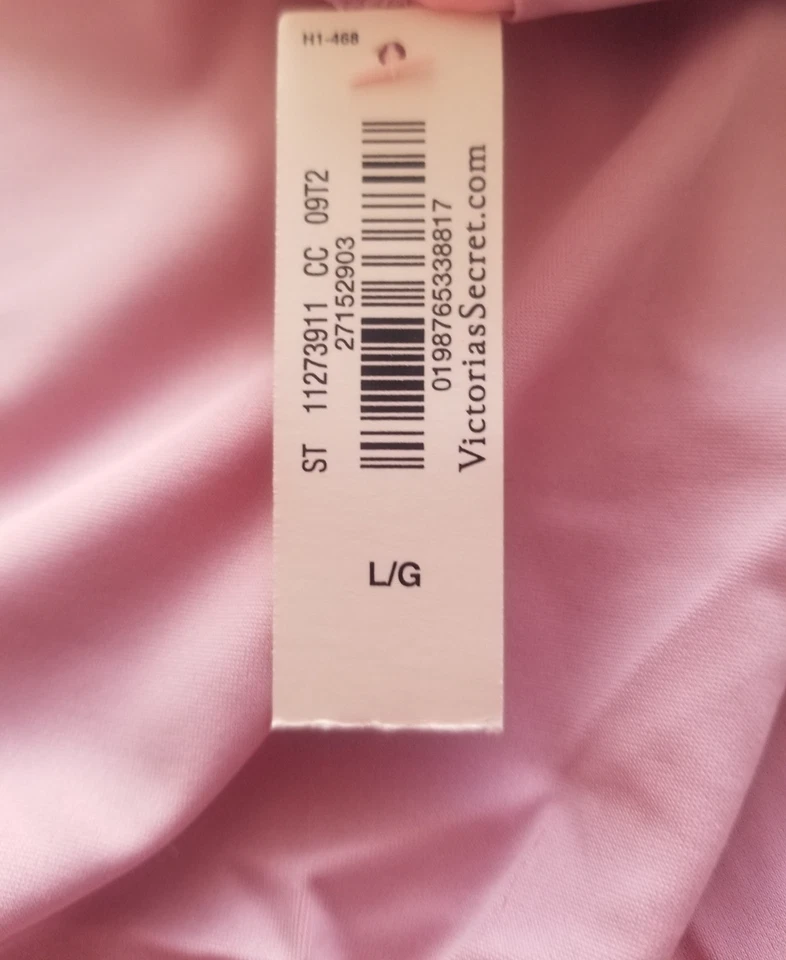 H1-468
ST 11273911 CC 09T2
27152903
0198765338817
VictoriasSecret.com
L/G